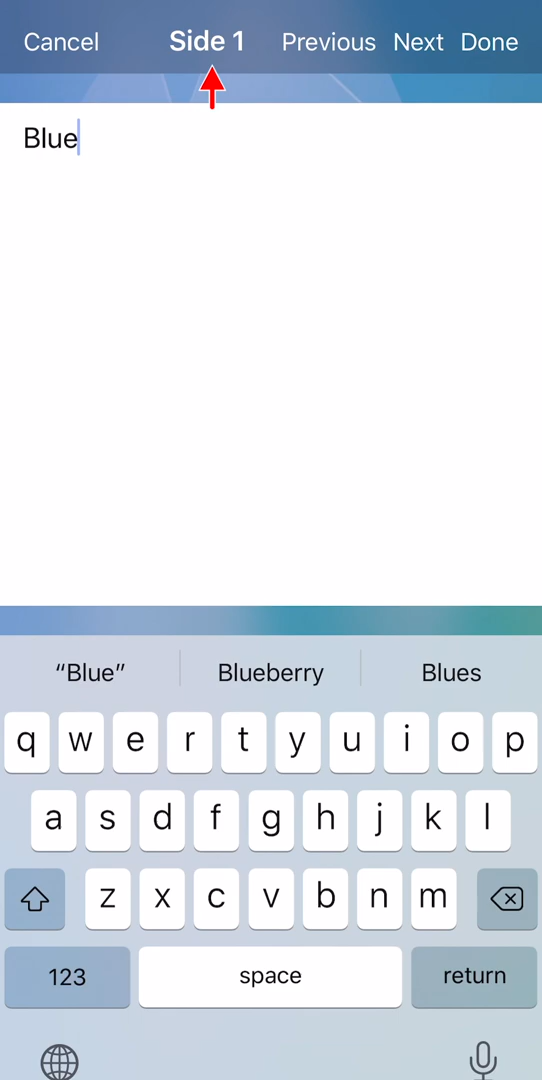 Cancel Side 1 Previous Next Done
Blue
“Blue” Blueberry Blues
q w e r t y u i o p
a s d f g h j k l
z x c v b n m
123 space return